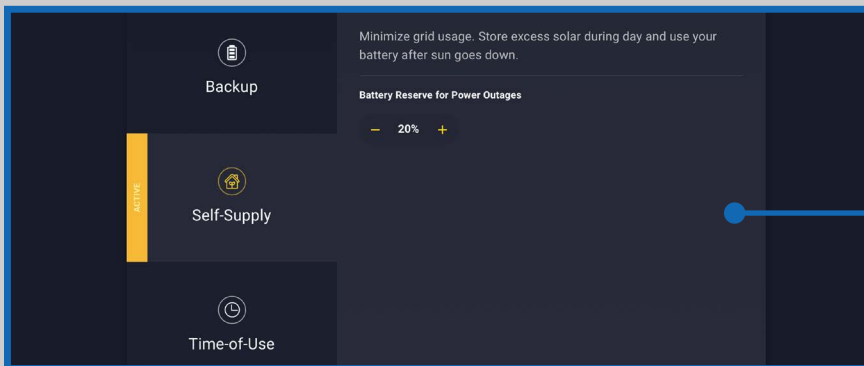 Backup
ACTIVE
Self-Supply
Time-of-Use
Minimize grid usage. Store excess solar during day and use your
battery after sun goes down.
Battery Reserve for Power Outages
– 20% +